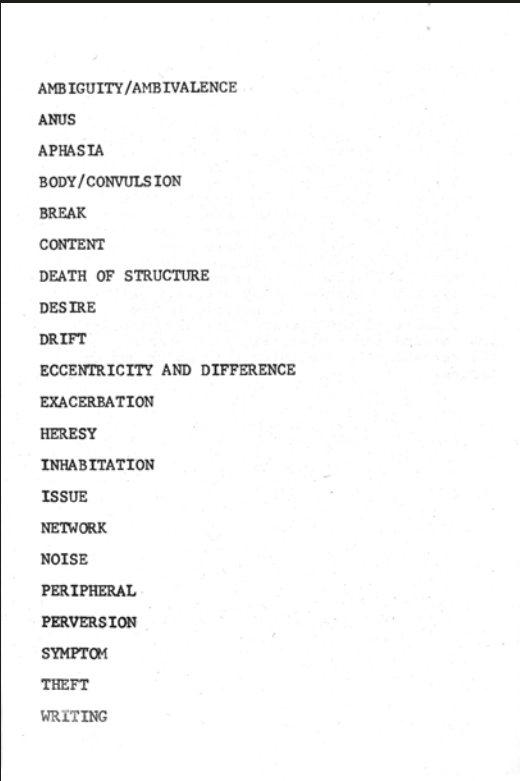 AMBIGUITY/AMBIVALENCE
ANUS
APHASIA
BODY/CONVULSION
BREAK
CONTENT
DEATH OF STRUCTURE
DESIRE
DRIFT
ECCENTRICITY AND DIFFERENCE
EXACERBATION
HERESY
INHABITATION
ISSUE
NETWORK
NOISE
PERIPHERAL
PERVERSION
SYMPTOM
THEFT
WRITING